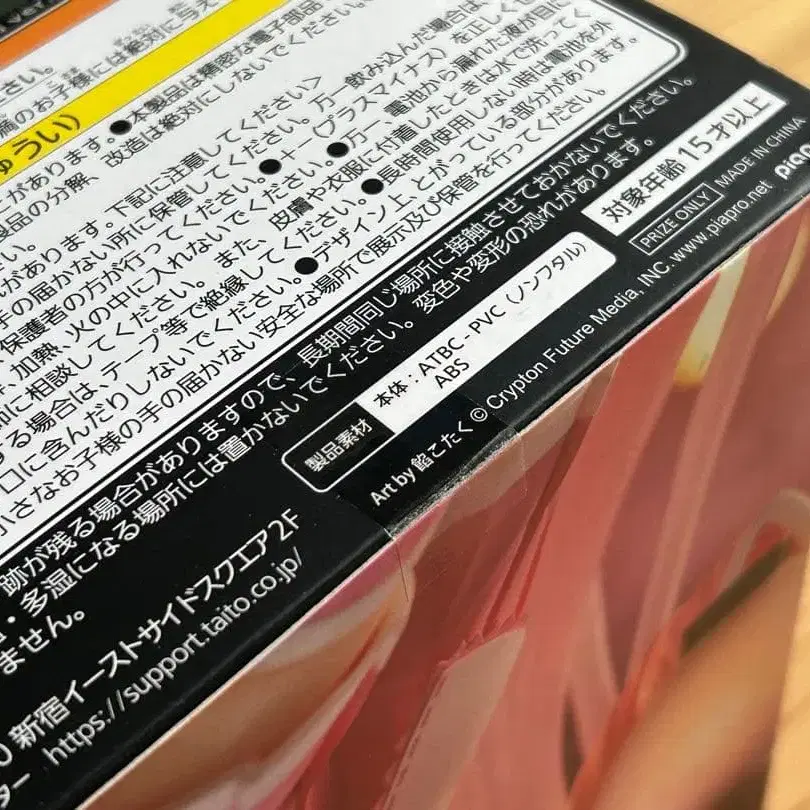 ver.
さい。
歳のお子様には絶対に与え
ゅうい)
があります。●本製品は精密な電子部品
製品の分解、改造は絶対にしないでください。
い。
があります。下記に注意してください>
手の届かない所に保管してください。万一飲み込んだ場合は
保護者の方が行ってください。●+-(プラスマイナス)を正しく
、加熱、火の中に入れないでください。●万一、電池から漏れた液が目に
師に相談してください。また、皮膚や衣服に付着したときは水で洗ってく
する場合は、テープ等で絶縁してください。●長時間使用しない時は電池を外
口に含んだりしないでください。●デザイン上、とがっている部分があります。
小さなお子様の手の届かない安全な場所で展示及び保管を行ってください。
跡が残る場合がありますので、長期間同じ場所に接触させておかないでください。
・多湿になる場所には置かないでください。変色や変形の恐れがあります。
ません。
製品素材
本体：ATBC-PVC (ノンフタル)
ABS
対象年齢 15才以上
PRIZE ONLY MADE IN CHINA
Art by 餡こたく © Crypton Future Media, INC. www.piapro.net piap
0 新宿イーストサイドスクエア2F
ター https://support.taito.co.jp/